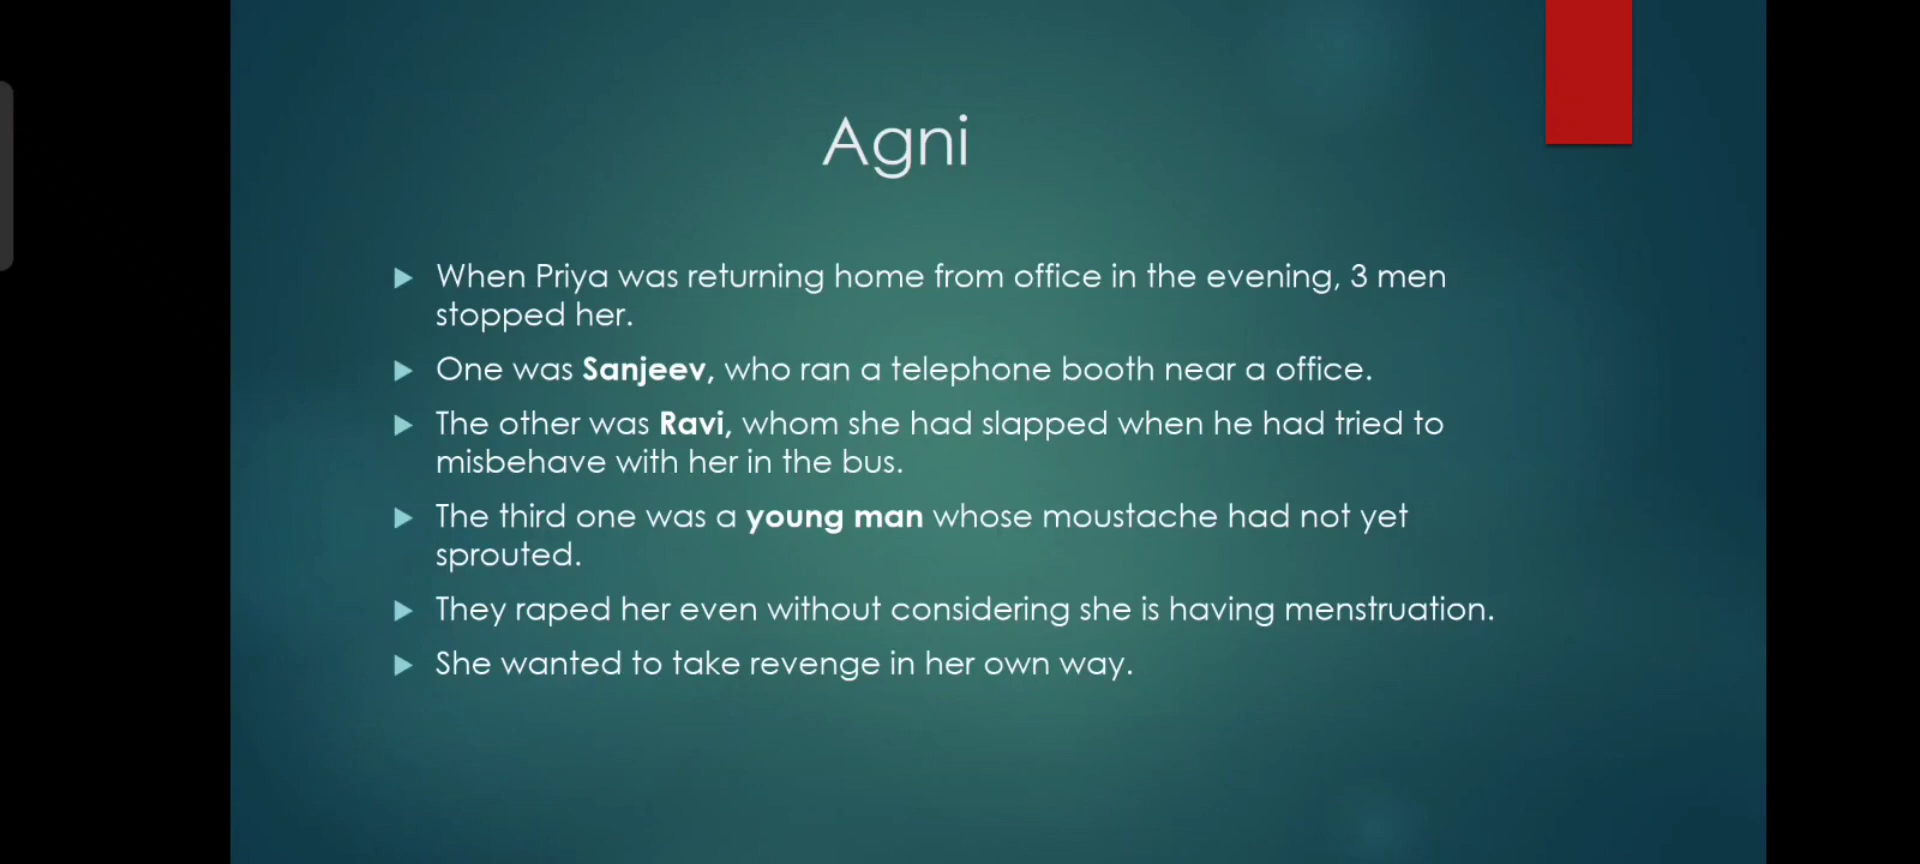 Agni
When Priya was returning home from office in the evening, 3 men
stopped her.
One was Sanjeev, who ran a telephone booth near a office.
The other was Ravi, whom she had slapped when he had tried to
misbehave with her in the bus.
The third one was a young man whose moustache had not yet
sprouted.
They raped her even without considering she is having menstruation.
She wanted to take revenge in her own way.